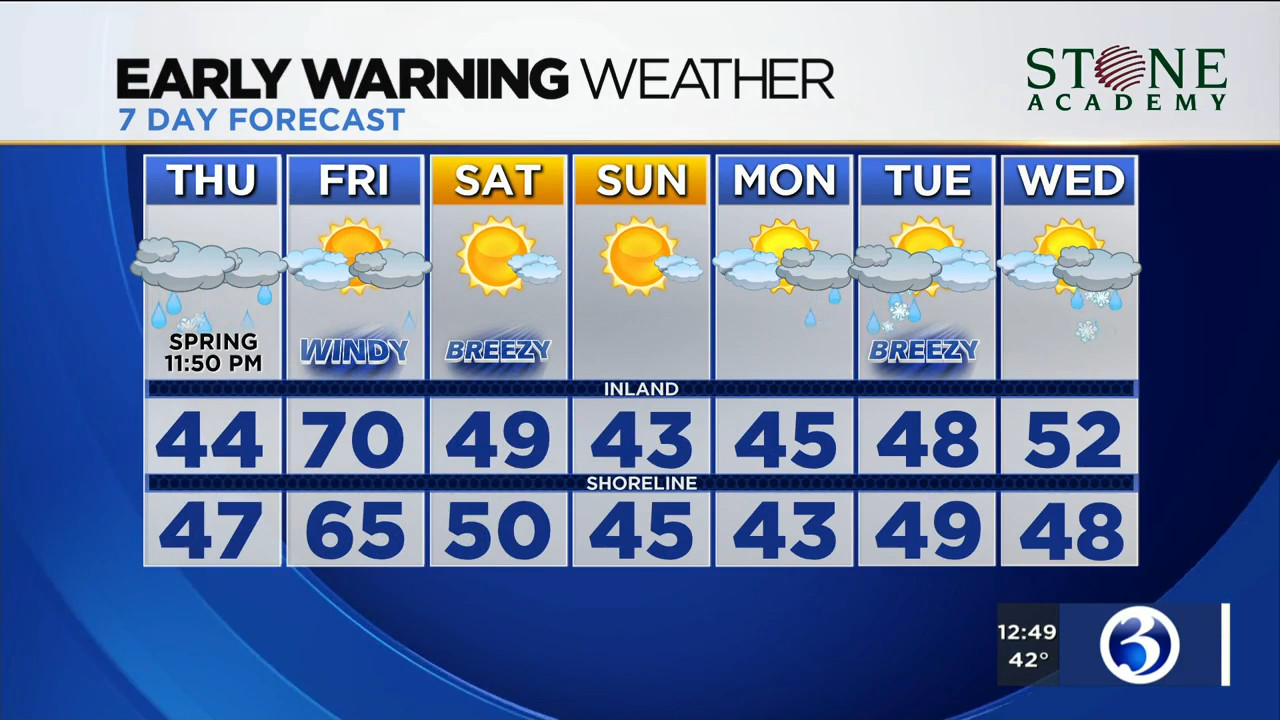 EARLY WARNING WEATHER
7 DAY FORECAST
STONE
ACADEMY
THU FRI SAT SUN MON TUE WED
SPRING
11:50 PM
WINDY BREEZY BREEZY
INLAND
44 70 49 43 45 48 52
SHORELINE
47 65 50 45 43 49 48
12:49
42°
3